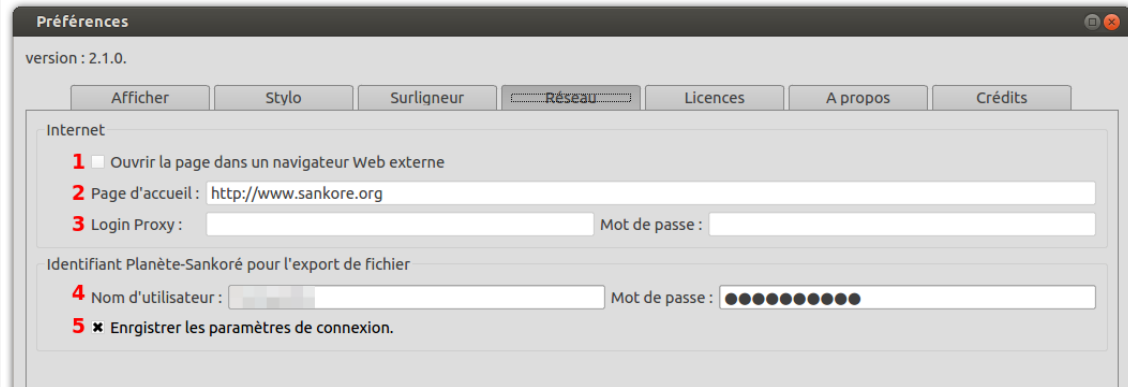 Préférences
version : 2.1.0.
Afficher Stylo Surligneur Réseau Licences A propos Crédits
Internet
1 Ouvrir la page dans un navigateur Web externe
2 Page d'accueil : http://www.sankore.org
3 Login Proxy : Mot de passe :
Identifiant Planète-Sankoré pour l'export de fichier
4 Nom d'utilisateur : Mot de passe : ●●●●●●●●●●
5 Enrgistrer les paramètres de connexion.